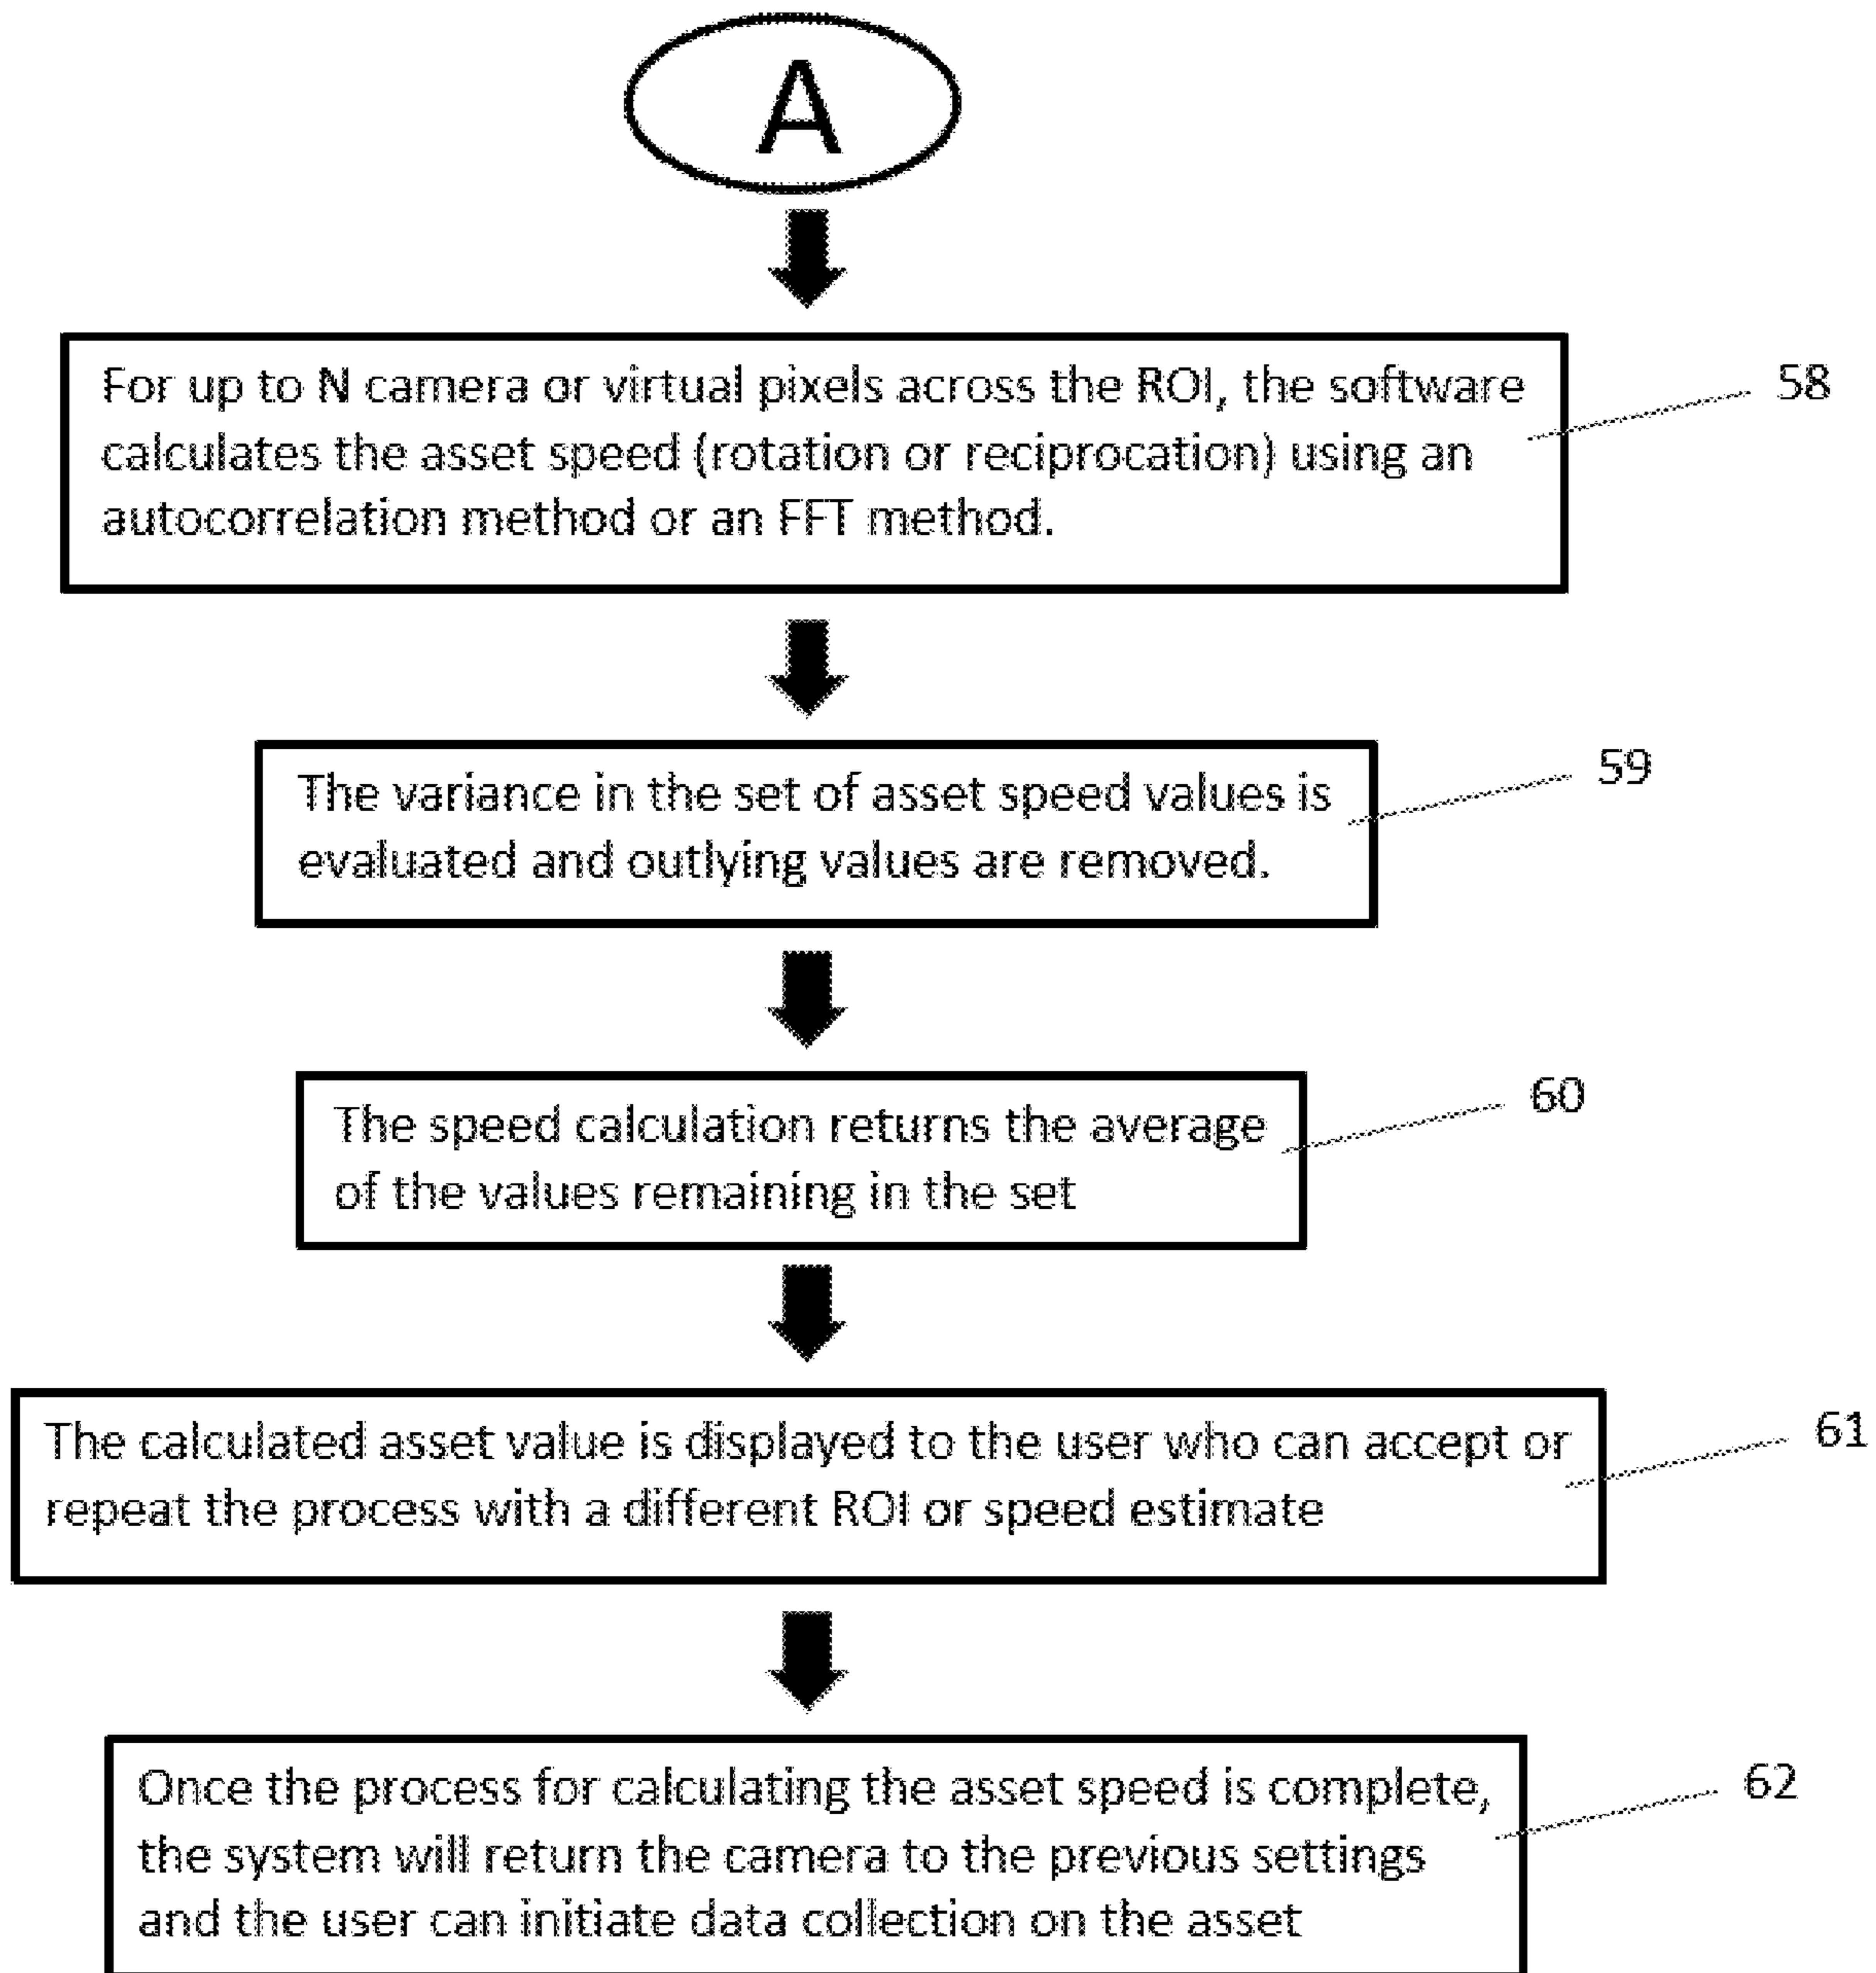 A
For up to N camera or virtual pixels across the ROI, the software
calculates the asset speed (rotation or reciprocation) using an
autocorrelation method or an FFT method.
58
The variance in the set of asset speed values is
evaluated and outlying values are removed.
59
The speed calculation returns the average
of the values remaining in the set
60
The calculated asset value is displayed to the user who can accept or
repeat the process with a different ROI or speed estimate
61
Once the process for calculating the asset speed is complete,
the system will return the camera to the previous settings
and the user can initiate data collection on the asset
62